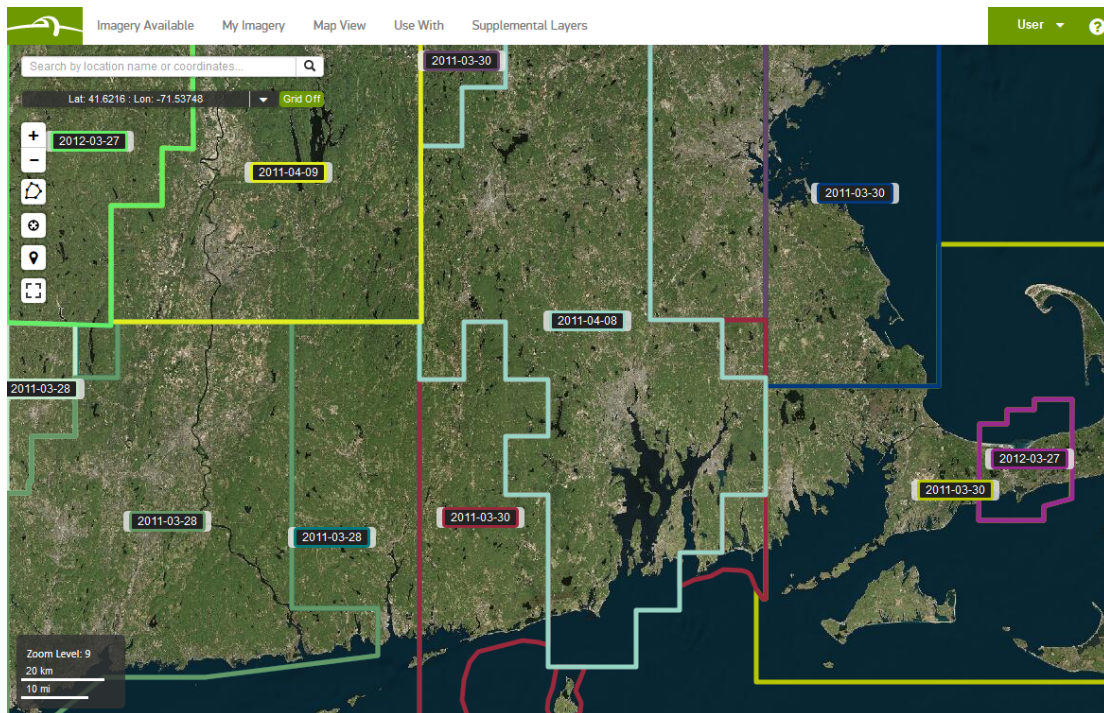 Imagery Available My Imagery Map View Use With Supplemental Layers User ?
Search by location name or coordinates...
2011-03-30
Lat: 41.6216 : Lon: -71.53748 Grid Off
+
2012-03-27
−
2011-04-09
2011-03-30
2011-04-08
2011-03-28
2012-03-27
2011-03-30
2011-03-30
2011-03-28
2011-03-28
Zoom Level: 9
20 km
10 mi